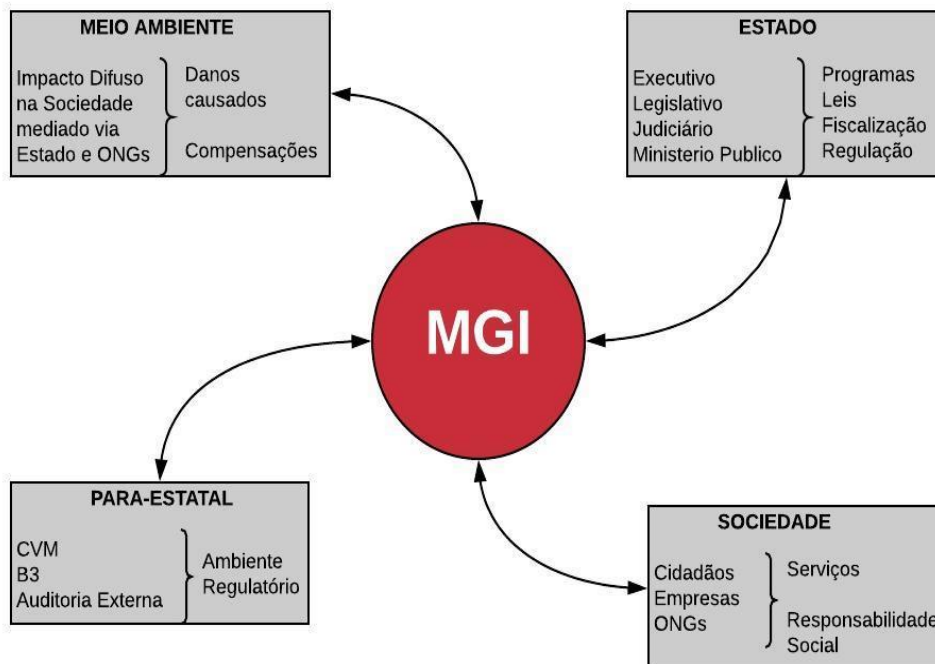 MEIO AMBIENTE
Impacto Difuso
na Sociedade
mediado via
Estado e ONGs
Danos
causados
Compensações
ESTADO
Executivo
Legislativo
Judiciário
Ministerio Publico
Programas
Leis
Fiscalização
Regulação
MGI
PARA-ESTATAL
CVM
B3
Auditoria Externa
Ambiente
Regulatório
SOCIEDADE
Cidadãos
Empresas
ONGs
Serviços
Responsabilidade
Social